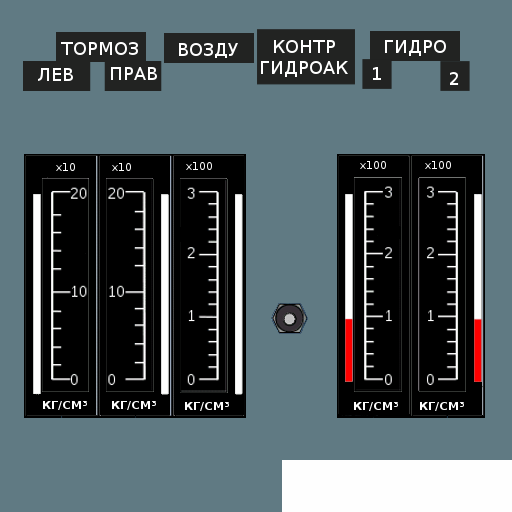 ТОРМОЗ
ЛЕВ ПРАВ
ВОЗДУ
КОНТР
ГИДРОАК
ГИДРО
1 2
x10 x10 x100 x100 x100
20 20 3 3 3
2 2 2
10 10 1 1 1
0 0 0 0 0
КГ/СМ³ КГ/СМ³ КГ/СМ³ КГ/СМ³ КГ/СМ³